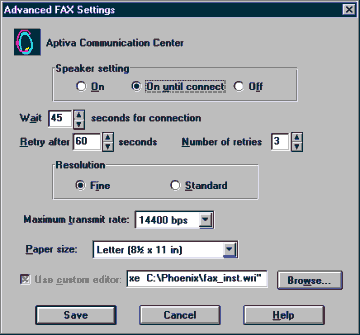 Advanced FAX Settings
Aptiva Communication Center
Speaker setting
On On until connect Off
Wait 45 seconds for connection
Retry after 60 seconds Number of retries 3
Resolution
Fine Standard
Maximum transmit rate: 14400 bps
Paper size: Letter (8½ x 11 in)
Use custom editor: xe C:\Phoenix\fax_inst.wri" Browse...
Save Cancel Help